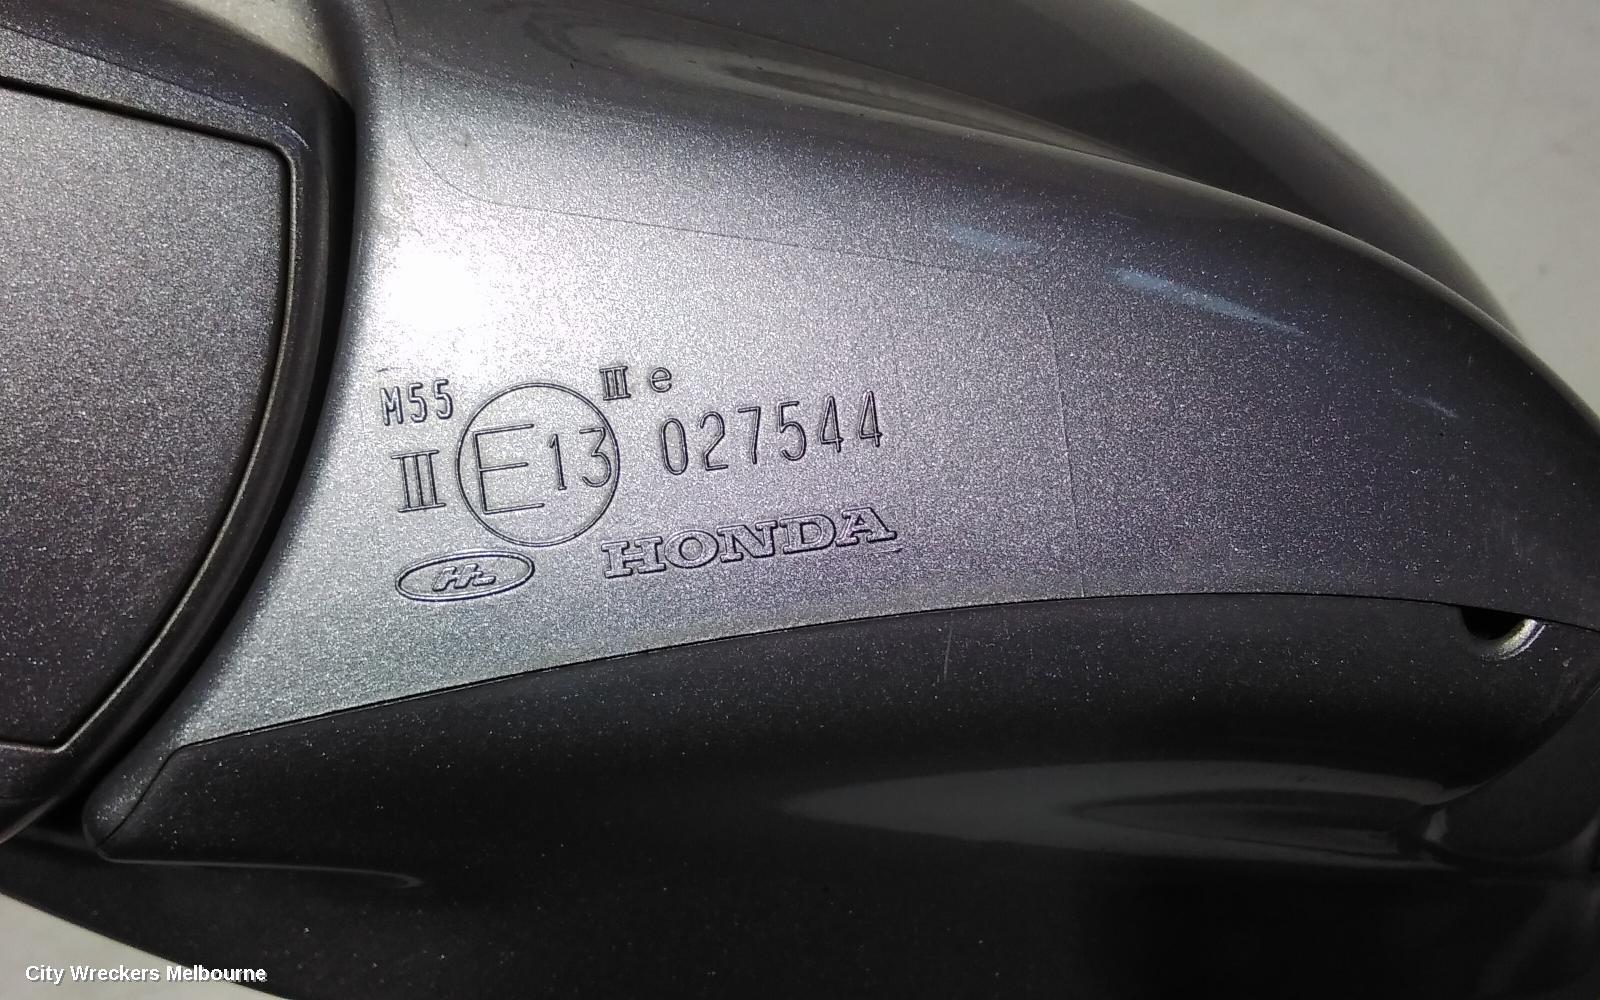 M55 III e
III E13 027544
HONDA
City Wreckers Melbourne